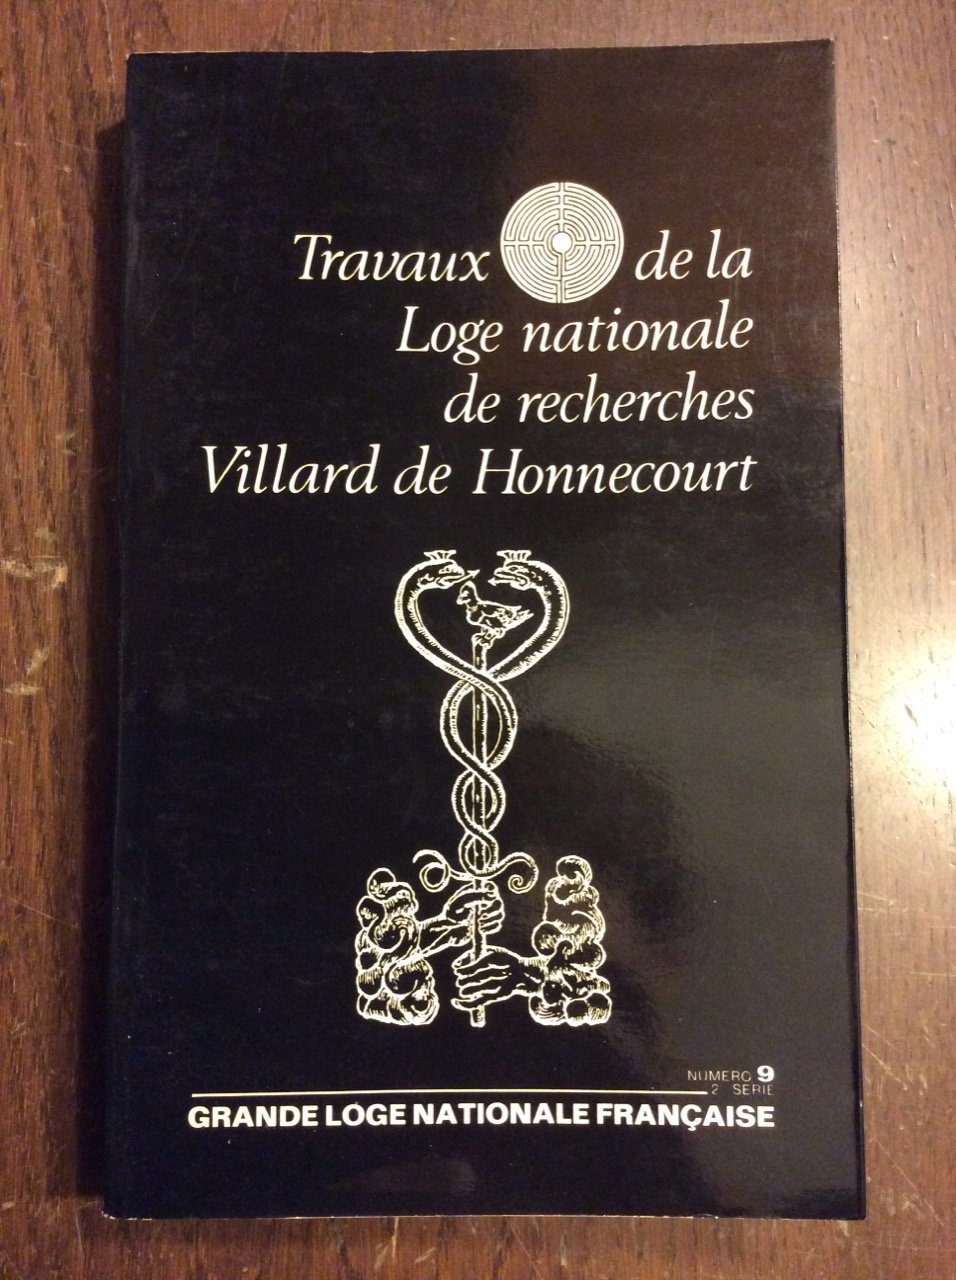 Travaux de la
Loge nationale
de recherches
Villard de Honnecourt
NUMERO 9
2 SERIE
GRANDE LOGE NATIONALE FRANÇAISE